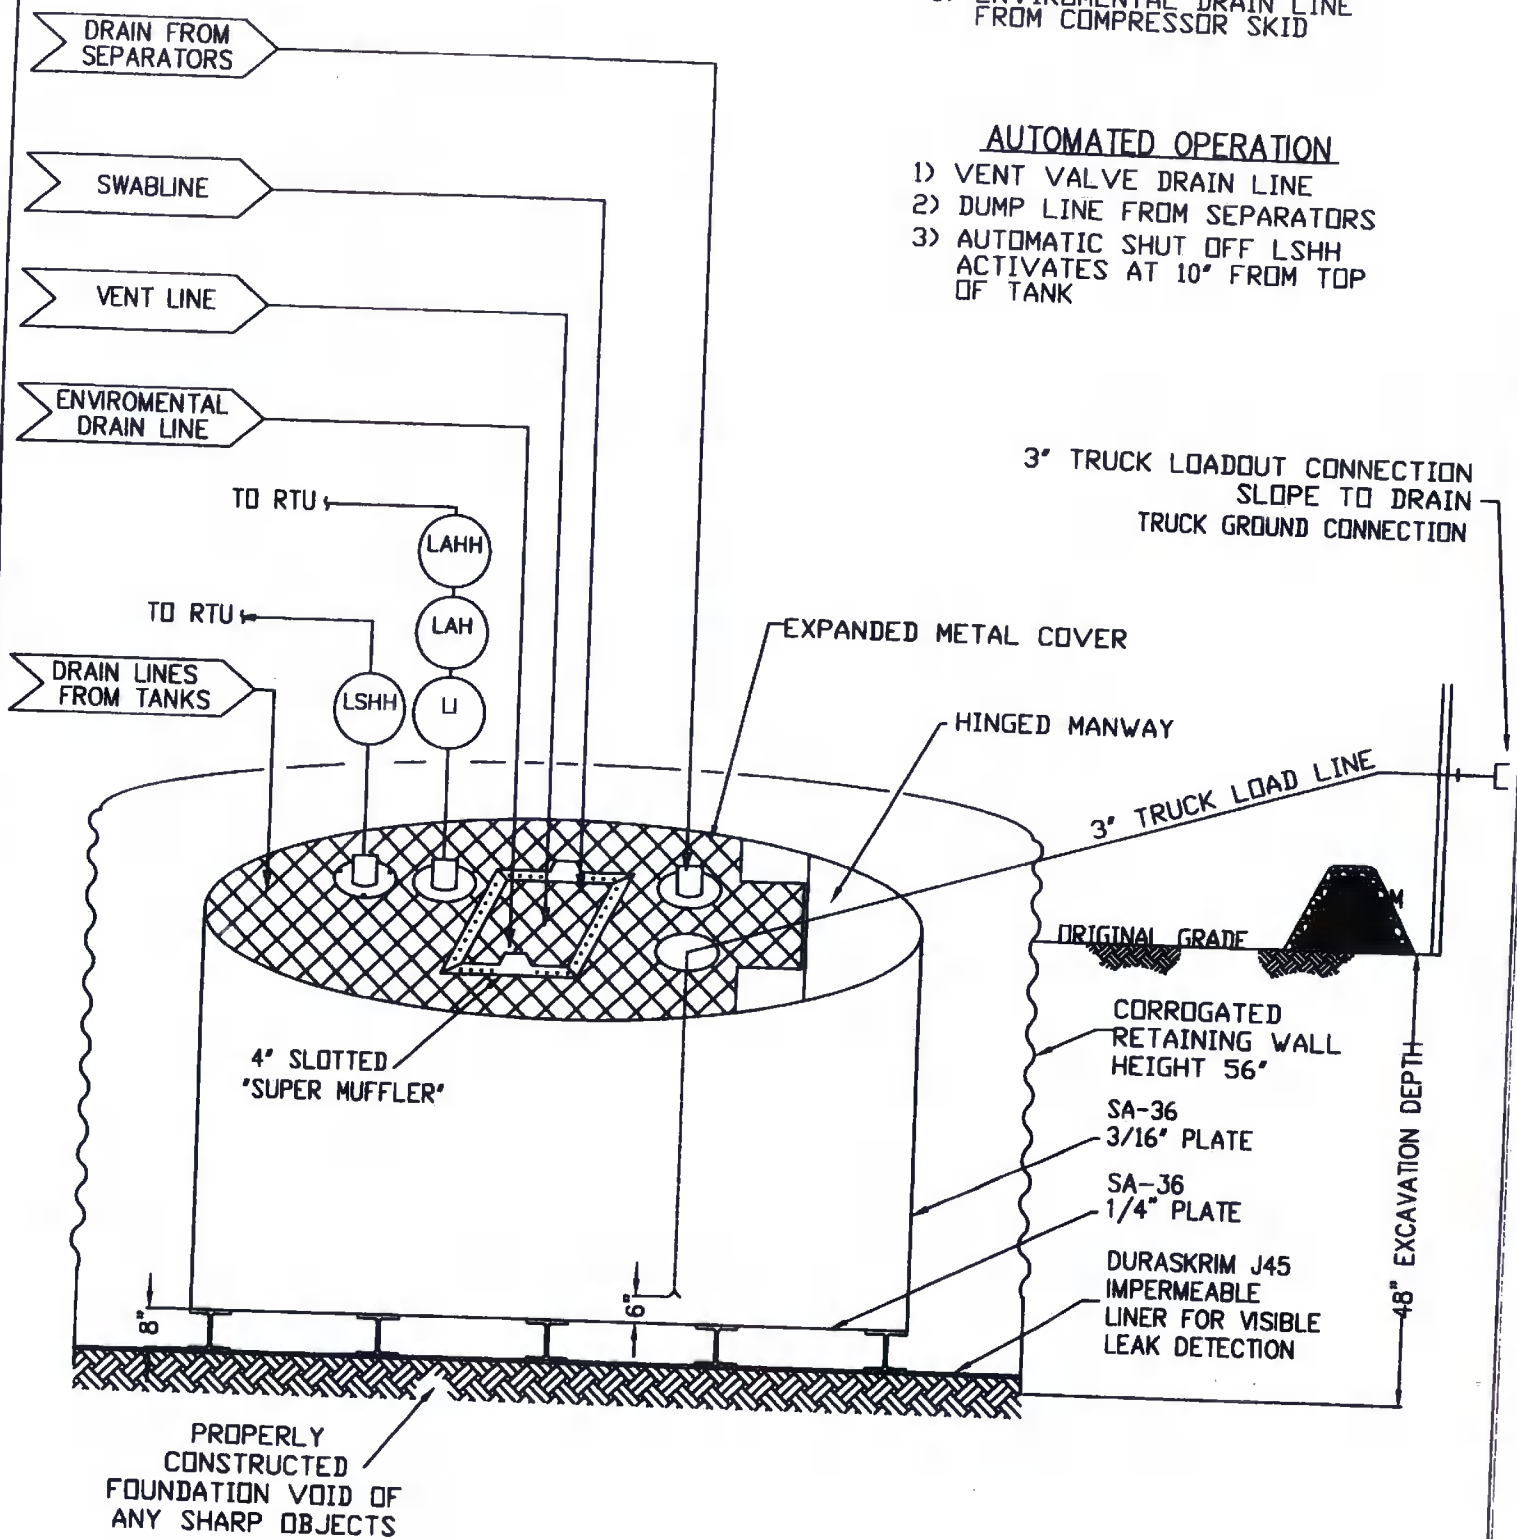 ENVIROMENTAL DRAIN LINE
FROM COMPRESSOR SKID
DRAIN FROM
SEPARATORS
AUTOMATED OPERATION
1) VENT VALVE DRAIN LINE
2) DUMP LINE FROM SEPARATORS
3) AUTOMATIC SHUT OFF LSHH
ACTIVATES AT 10" FROM TOP
OF TANK
SWABLINE
VENT LINE
ENVIROMENTAL
DRAIN LINE
3" TRUCK LOADOUT CONNECTION
SLOPE TO DRAIN
TRUCK GROUND CONNECTION
TO RTU
LAHH
TO RTU
LAH
EXPANDED METAL COVER
DRAIN LINES
FROM TANKS
LSHH
LI
HINGED MANWAY
3" TRUCK LOAD LINE
M
ORIGINAL GRADE
CORROGATED
RETAINING WALL
HEIGHT 56"
4" SLOTTED
"SUPER MUFFLER"
SA-36
3/16" PLATE
SA-36
1/4" PLATE
48" EXCAVATION DEPTH
DURASKRIM J45
IMPERMEABLE
LINER FOR VISIBLE
LEAK DETECTION
8"
6"
PROPERLY
CONSTRUCTED
FOUNDATION VOID OF
ANY SHARP OBJECTS